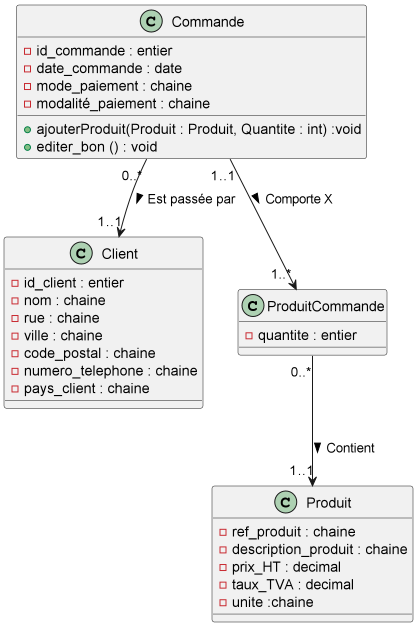 C Commande
id_commande : entier
date_commande : date
mode_paiement : chaine
modalité_paiement : chaine
ajouterProduit(Produit : Produit, Quantite : int) :void
editer_bon () : void
0..* Est passée par 1..1 Comporte X
1..1 1..*
C Client
id_client : entier
nom : chaine
rue : chaine
ville : chaine
code_postal : chaine
numero_telephone : chaine
pays_client : chaine
C ProduitCommande
quantite : entier
0..*
Contient
1..1
C Produit
ref_produit : chaine
description_produit : chaine
prix_HT : decimal
taux_TVA : decimal
unite :chaine